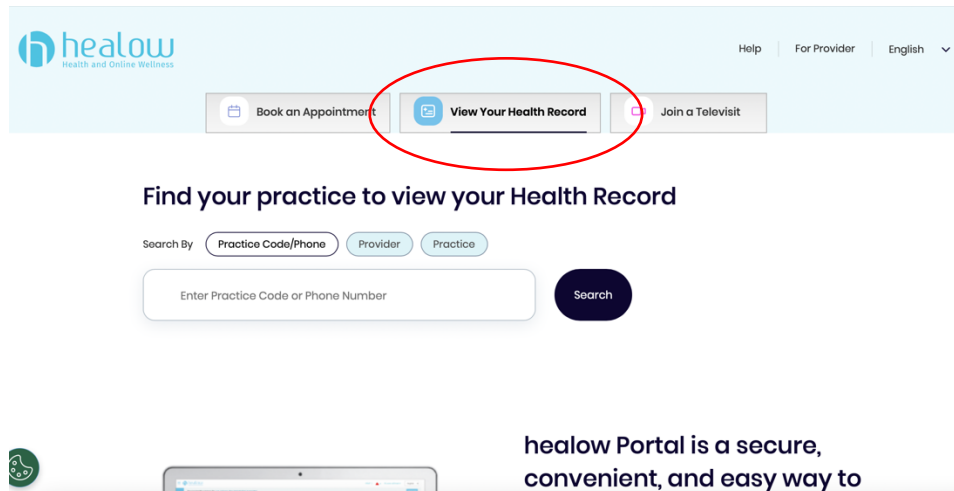 healow
Health and Online Wellness
Help For Provider English
Book an Appointment View Your Health Record Join a Televisit
Find your practice to view your Health Record
Search By Practice Code/Phone Provider Practice
Enter Practice Code or Phone Number Search
healow Portal is a secure,
convenient, and easy way to